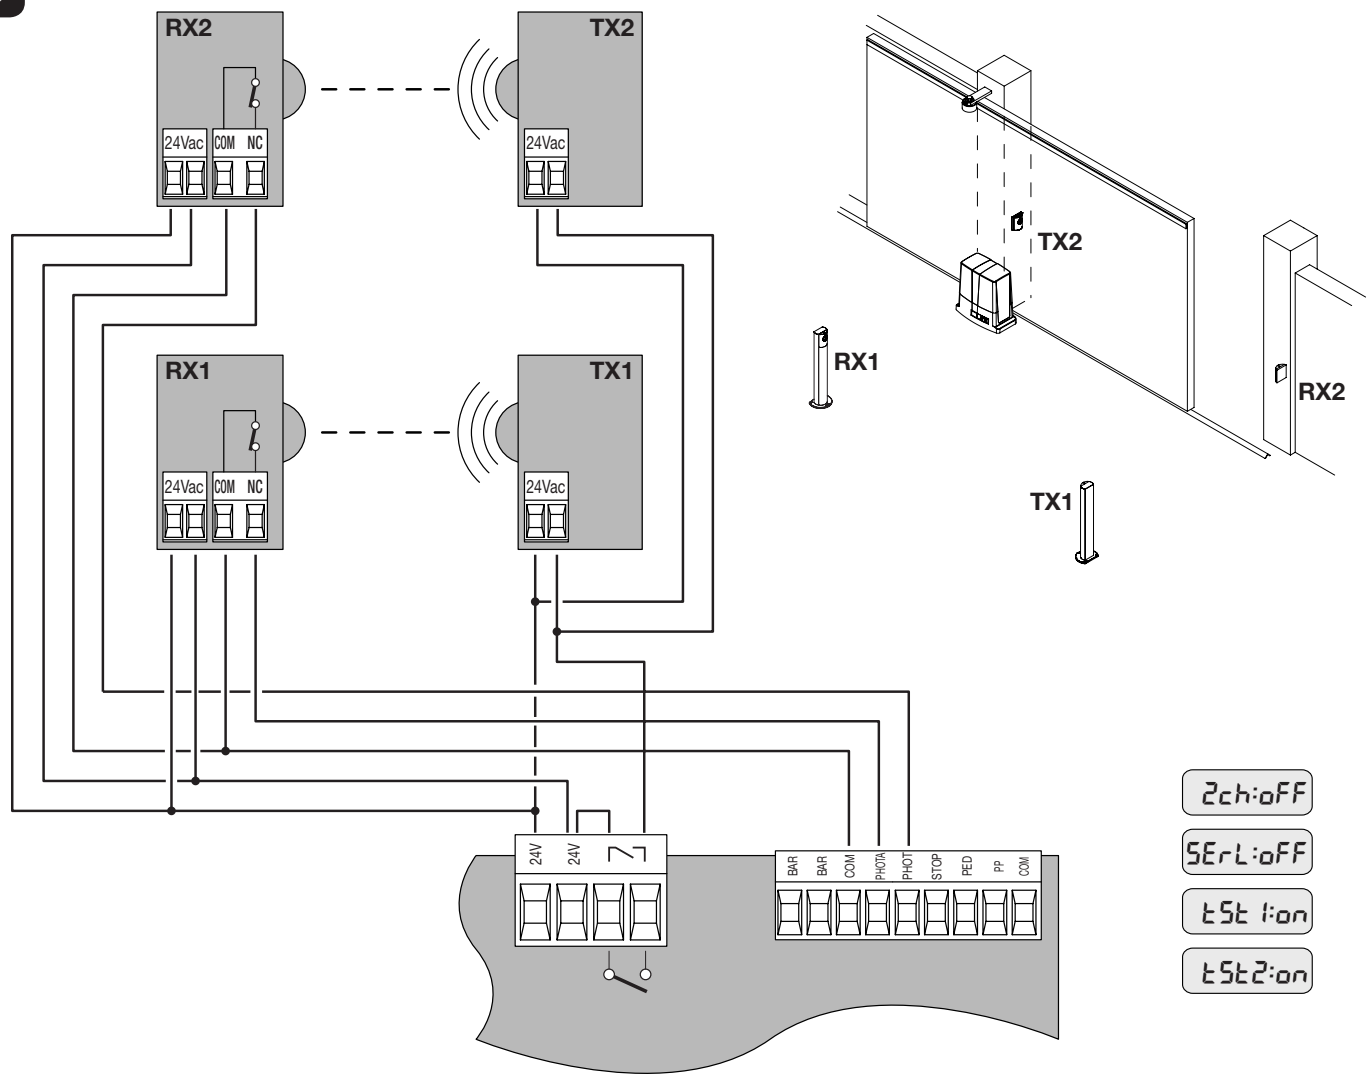 RX2
TX2
24Vac COM NC
24Vac
RX1
TX1
24Vac COM NC
24Vac
TX2
RX1
RX2
TX1
24V 24V
BAR BAR COM PHOTA PHOT STOP PED PP COM
2ch:oFF
SErL:oFF
tSt 1:on
tSt2:on